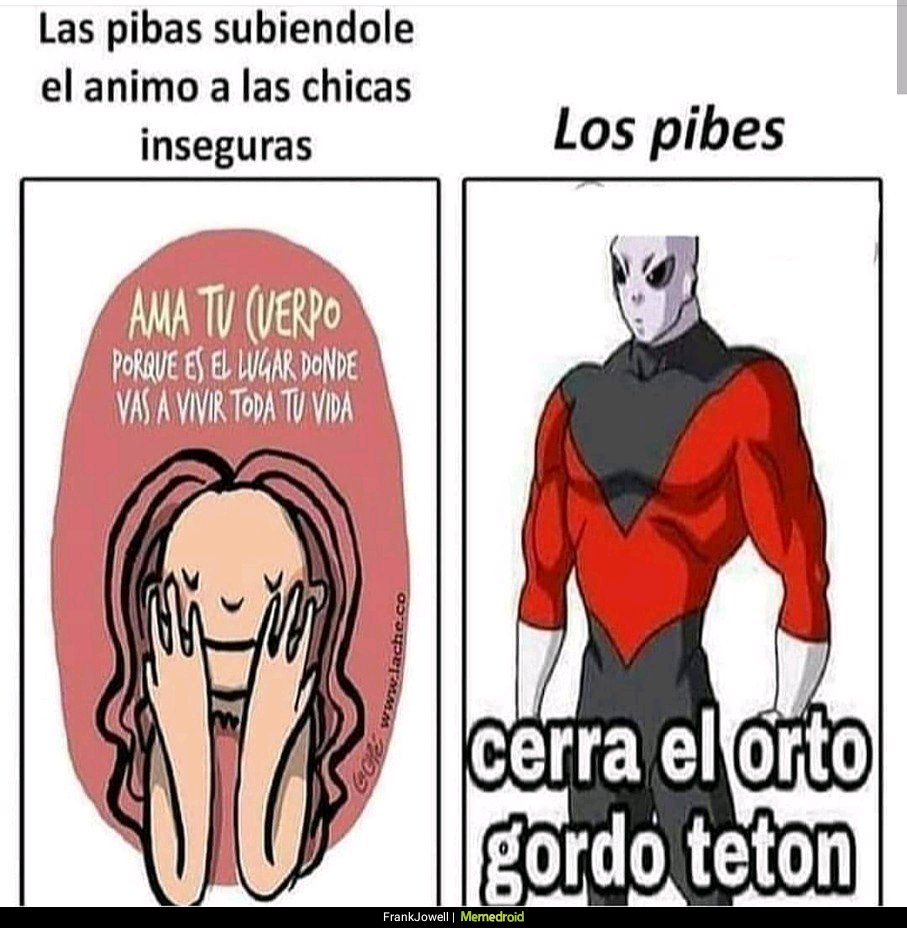 Las pibas subiendole
el animo a las chicas
inseguras
Los pibes
AMA TU CUERPO
PORQUE ES EL LUGAR DONDE
VAS A VIVIR TODA TU VIDA
www.lache.co
cerra el orto
gordo teton
FrankJowell | Memedroid